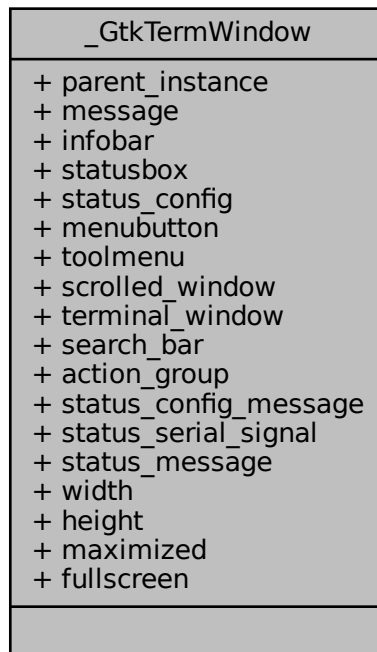 _GtkTermWindow
+ parent_instance
+ message
+ infobar
+ statusbox
+ status_config
+ menubutton
+ toolmenu
+ scrolled_window
+ terminal_window
+ search_bar
+ action_group
+ status_config_message
+ status_serial_signal
+ status_message
+ width
+ height
+ maximized
+ fullscreen